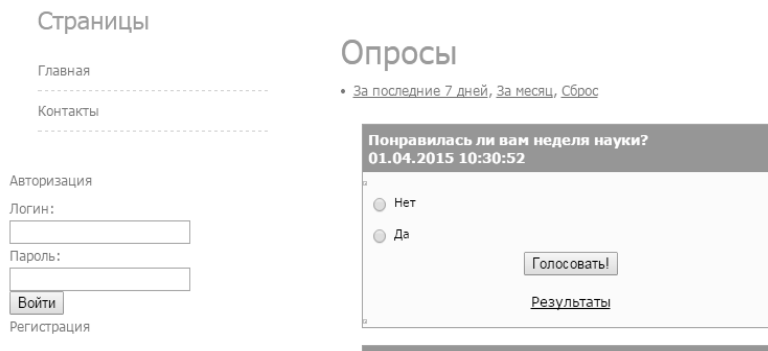 Страницы
Главная
Контакты
Авторизация
Логин:
Пароль:
Войти
Регистрация
Опросы
• За последние 7 дней, За месяц, Сброс
Понравилась ли вам неделя науки?
01.04.2015 10:30:52
Нет
Да
Голосовать!
Результаты